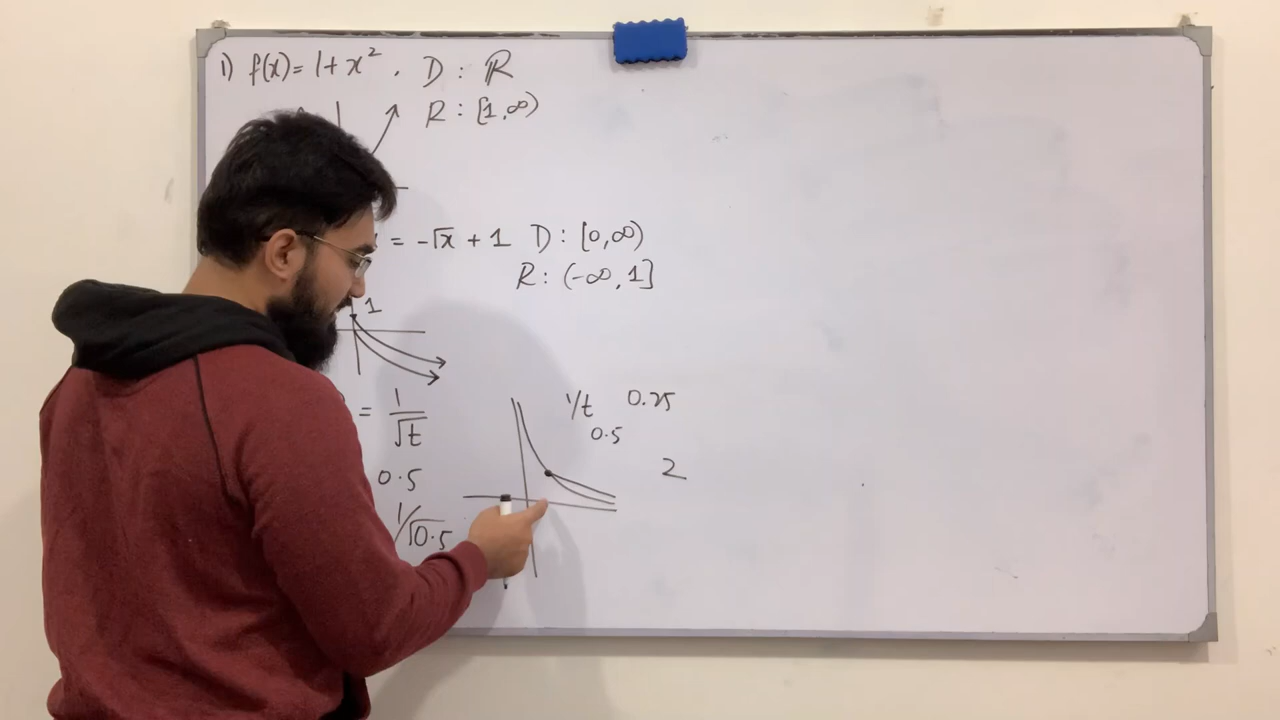 1) f(x) = 1 + x², D : ℝ
R : [1, ∞)
= -√x + 1 D : [0, ∞)
R : (-∞, 1]
1
= 1/√t
1/t 0.25
0.5
2
0.5
1/√0.5